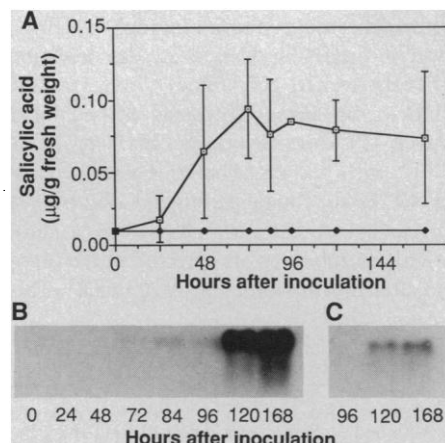 A
0.15
0.10
0.05
0.00
Salicylic acid
(µg/g fresh weight)
0 48 96 144
Hours after inoculation
B
0 24 48 72 84 96 120 168
C
96 120 168
Hours after inoculation